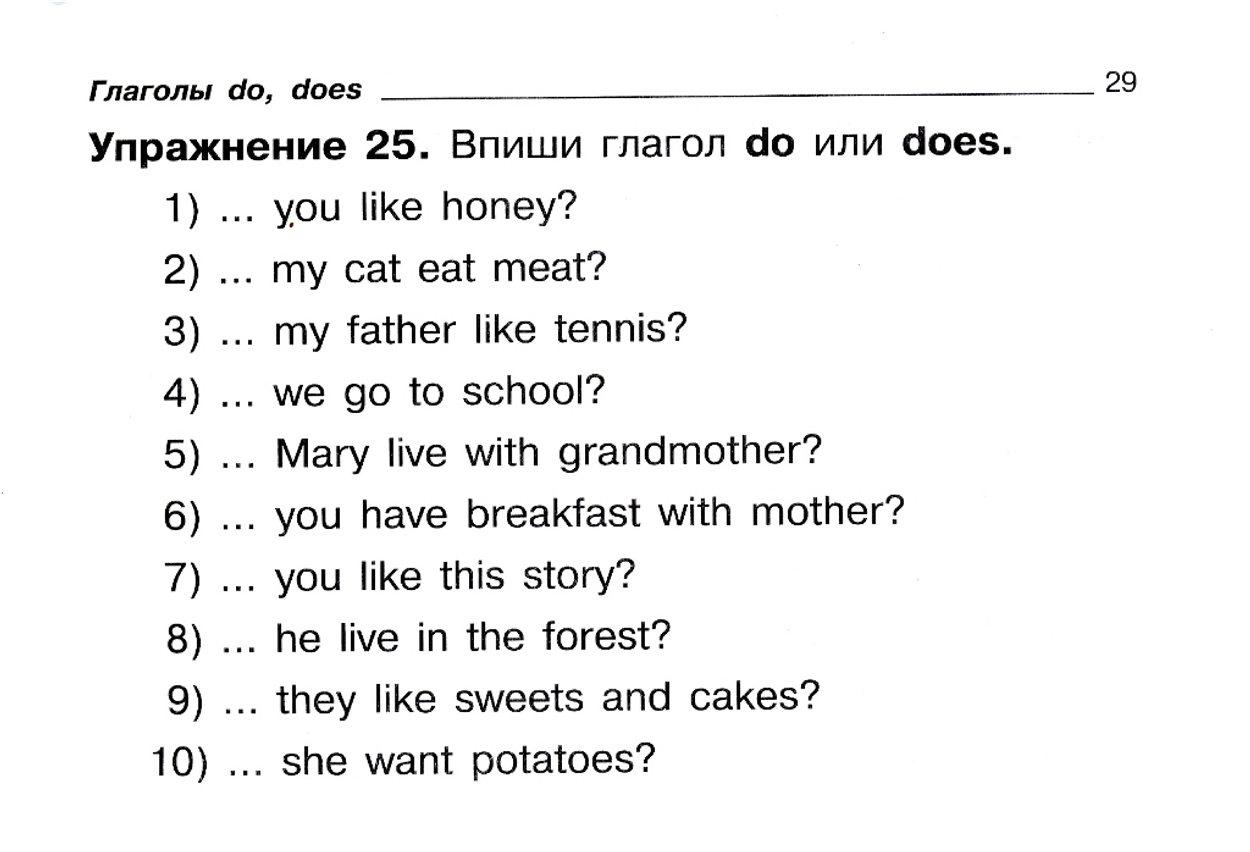 Глаголы do, does 29
Упражнение 25. Впиши глагол do или does.
1) ... you like honey?
2) ... my cat eat meat?
3) ... my father like tennis?
4) ... we go to school?
5) ... Mary live with grandmother?
6) ... you have breakfast with mother?
7) ... you like this story?
8) ... he live in the forest?
9) ... they like sweets and cakes?
10) ... she want potatoes?